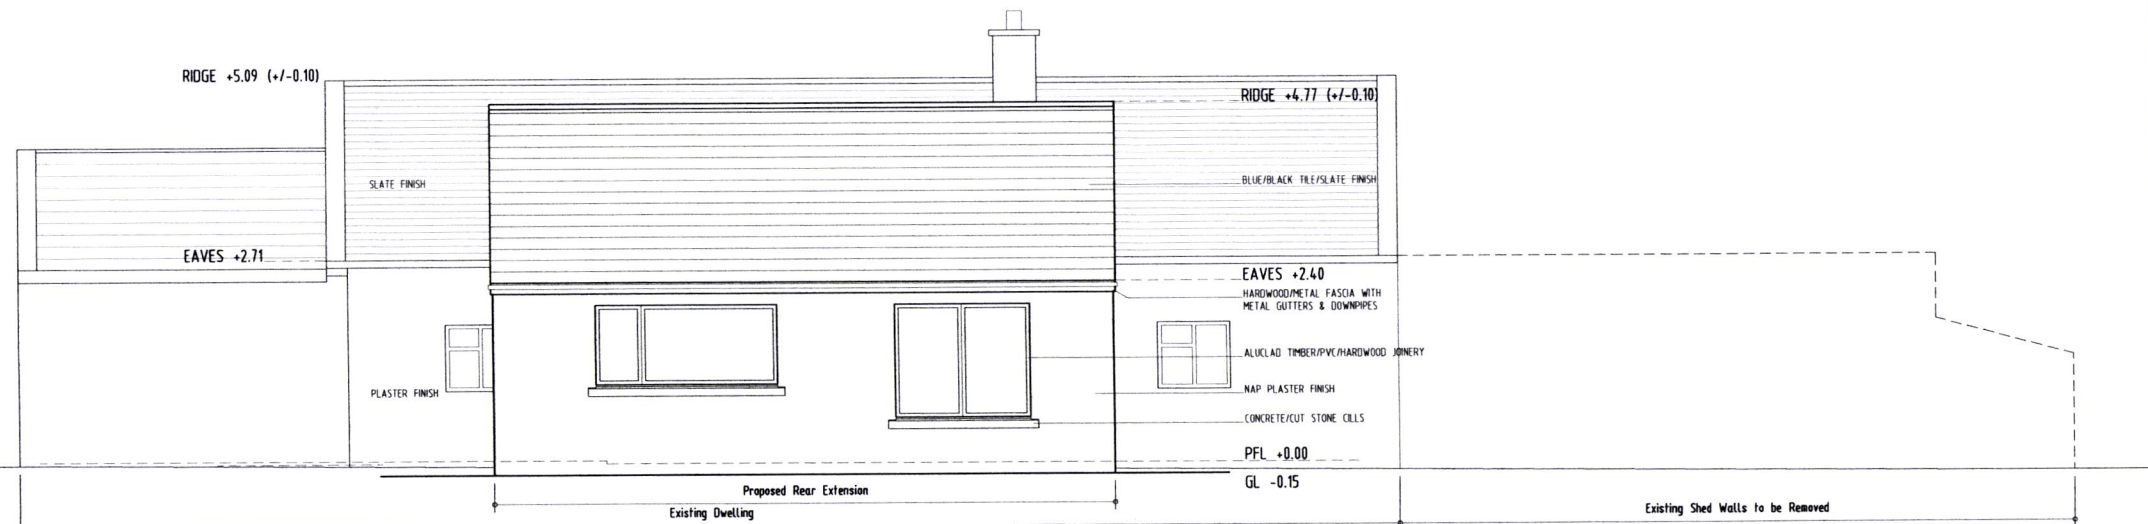 RIDGE +5.09 (+/-0.10)
RIDGE +4.77 (+/-0.10)
SLATE FINISH
BLUE/BLACK TILE/SLATE FINISH
EAVES +2.71
EAVES +2.40
HARDWOOD/METAL FASCIA WITH
METAL GUTTERS & DOWNPIPES
ALUCLAD TIMBER/PVC/HARDWOOD JOINERY
PLASTER FINISH
NAP PLASTER FINISH
CONCRETE/CUT STONE CILLS
PFL +0.00
GL -0.15
Proposed Rear Extension
Existing Dwelling
Existing Shed Walls to be Removed